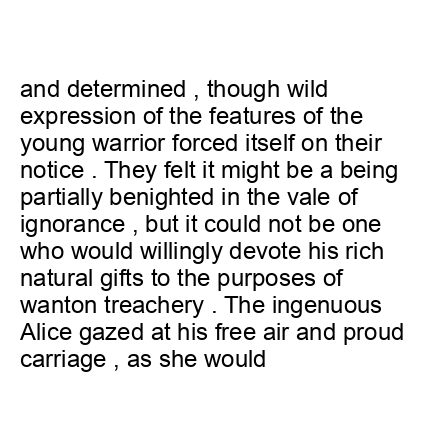 and determined , though wild
expression of the features of the
young warrior forced itself on their
notice . They felt it might be a being
partially benighted in the vale of
ignorance , but it could not be one
who would willingly devote his rich
natural gifts to the purposes of
wanton treachery . The ingenuous
Alice gazed at his free air and proud
carriage , as she would